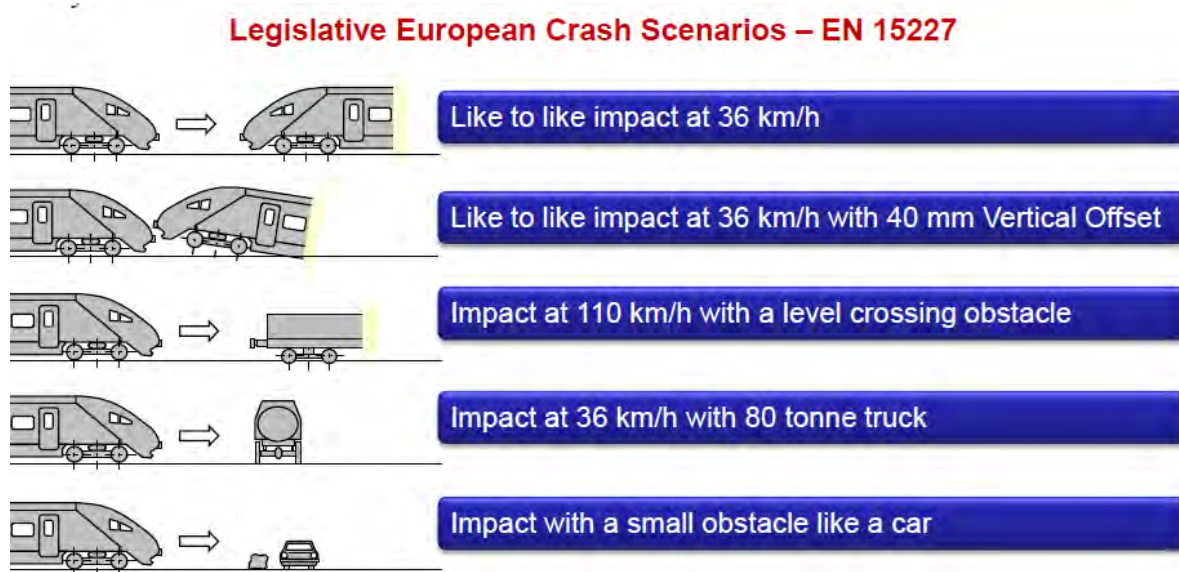 Legislative European Crash Scenarios – EN 15227
Like to like impact at 36 km/h
Like to like impact at 36 km/h with 40 mm Vertical Offset
Impact at 110 km/h with a level crossing obstacle
Impact at 36 km/h with 80 tonne truck
Impact with a small obstacle like a car